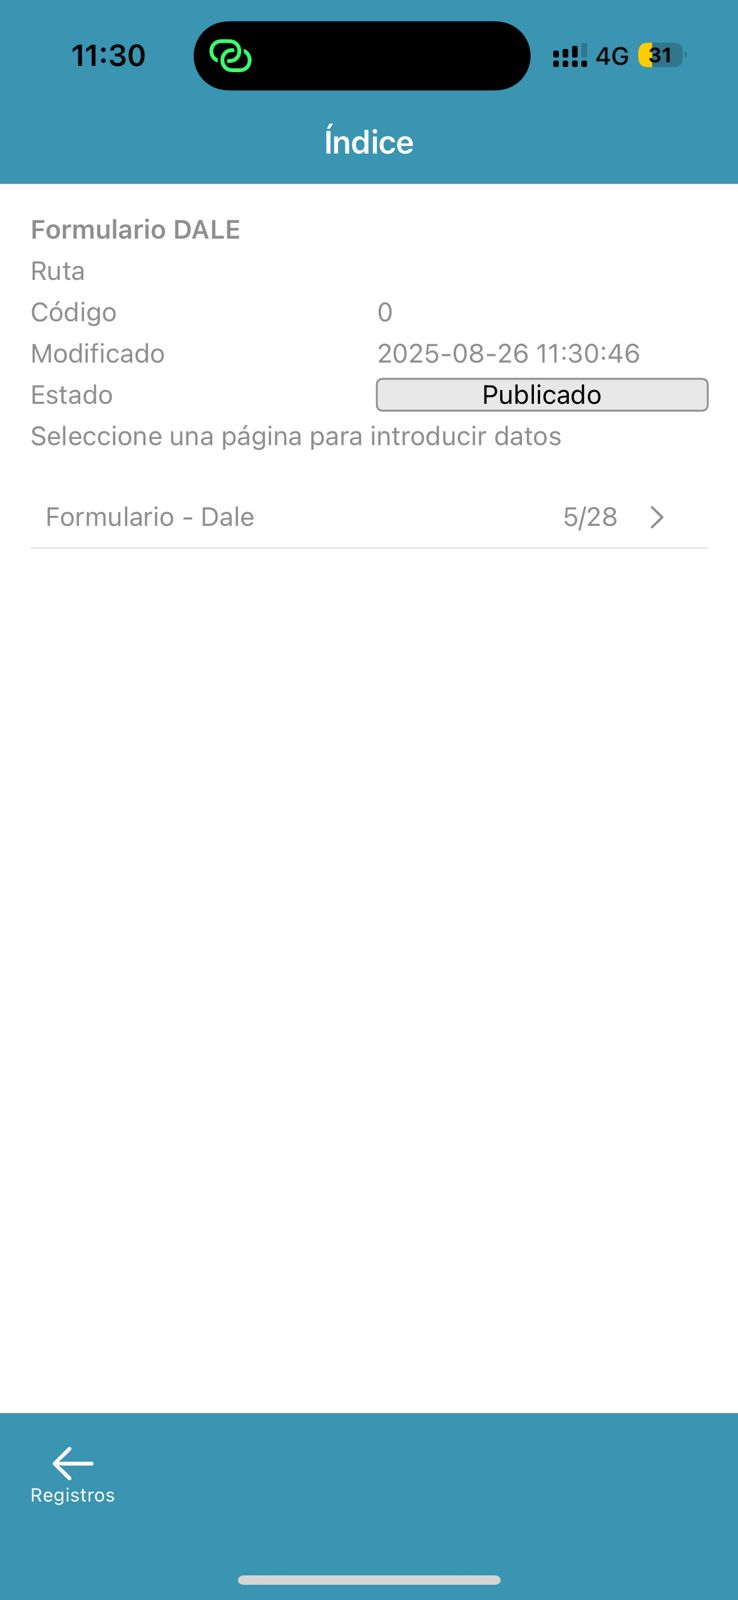 11:30 4G 31
Índice
Formulario DALE
Ruta
Código 0
Modificado 2025-08-26 11:30:46
Estado Publicado
Seleccione una página para introducir datos
Formulario - Dale 5/28
Registros